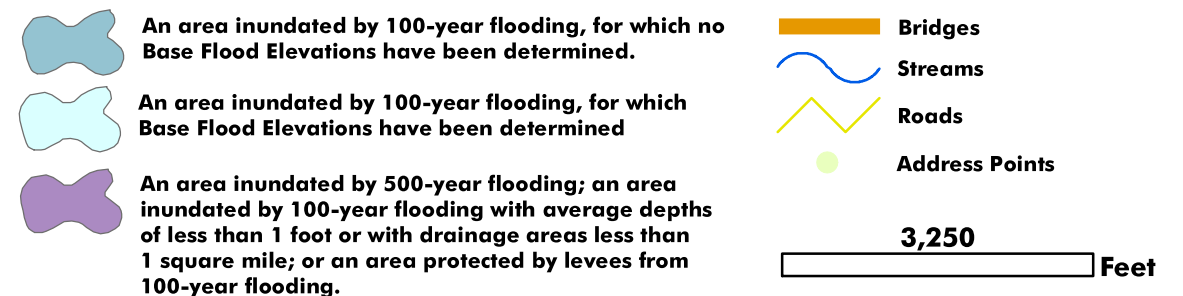 An area inundated by 100-year flooding, for which no
Base Flood Elevations have been determined.
An area inundated by 100-year flooding, for which
Base Flood Elevations have been determined
An area inundated by 500-year flooding; an area
inundated by 100-year flooding with average depths
of less than 1 foot or with drainage areas less than
1 square mile; or an area protected by levees from
100-year flooding.
Bridges
Streams
Roads
Address Points
3,250
Feet